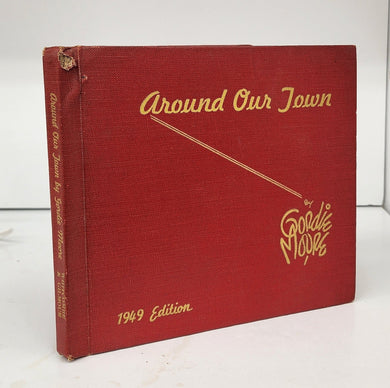 Around Our Town
By
Gordie
Moore
1949 Edition
Around Our Town by Gordie Moore